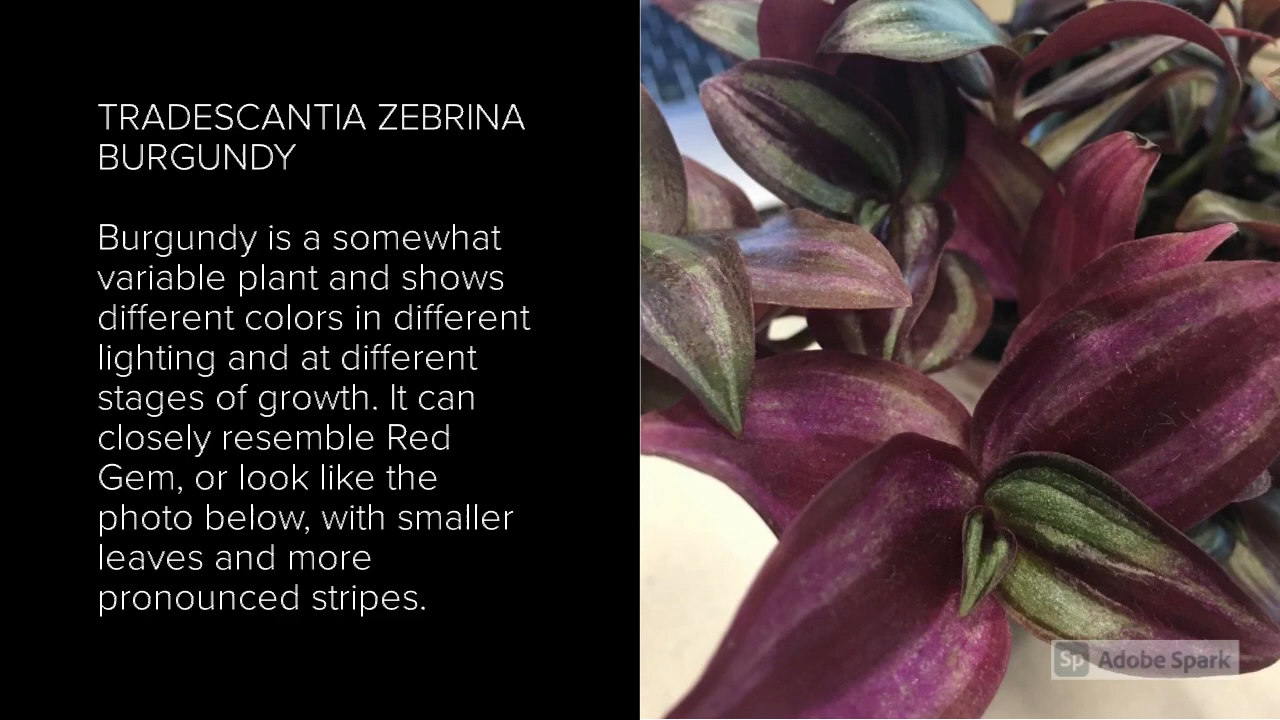 TRADESCANTIA ZEBRINA
BURGUNDY
Burgundy is a somewhat
variable plant and shows
different colors in different
lighting and at different
stages of growth. It can
closely resemble Red
Gem, or look like the
photo below, with smaller
leaves and more
pronounced stripes.
Sp Adobe Spark